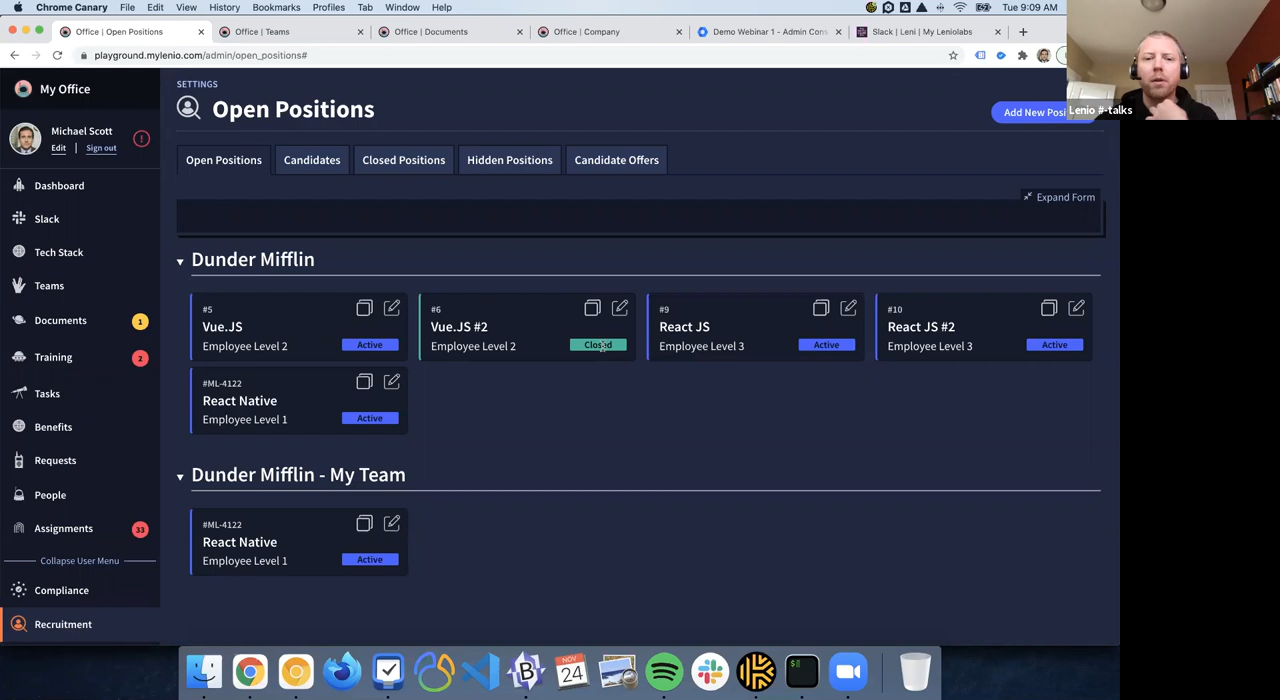 Chrome Canary File Edit View History Bookmarks Profiles Tab Window Help Tue 9:09 AM
Office | Open Positions Office | Teams Office | Documents Office | Company Demo Webinar 1 - Admin Con Slack | Leni | My Leniolabs
playground.mylenio.com/admin/open_positions#
Lenio #-talks
My Office
Michael Scott
Edit | Sign out
Dashboard
Slack
Tech Stack
Teams
Documents 1
Training 2
Tasks
Benefits
Requests
People
Assignments 33
Collapse User Menu
Compliance
Recruitment
SETTINGS
Open Positions
Add New Posi
Open Positions Candidates Closed Positions Hidden Positions Candidate Offers
Expand Form
Dunder Mifflin
#5
Vue.JS
Employee Level 2 Active
#6
Vue.JS #2
Employee Level 2 Closed
#9
React JS
Employee Level 3 Active
#10
React JS #2
Employee Level 3 Active
#ML-4122
React Native
Employee Level 1 Active
Dunder Mifflin - My Team
#ML-4122
React Native
Employee Level 1 Active
NOV
24